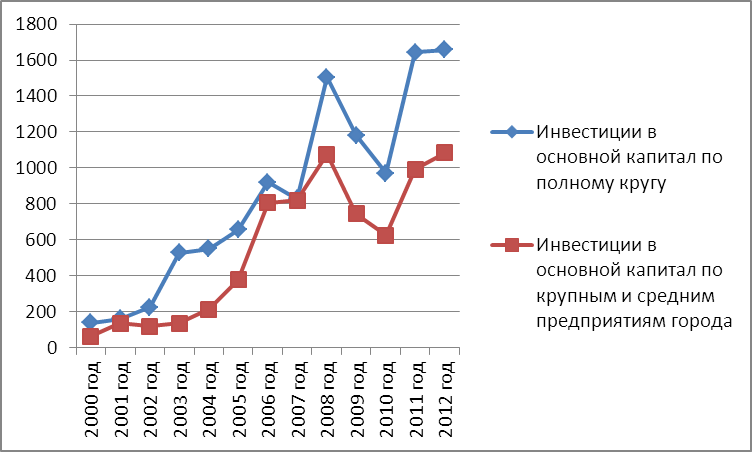 1800
1600
1400
1200
1000
800
600
400
200
0
2000 год
2001 год
2002 год
2003 год
2004 год
2005 год
2006 год
2007 год
2008 год
2009 год
2010 год
2011 год
2012 год
Инвестиции в
основной капитал по
полному кругу
Инвестиции в
основной капитал по
крупным и средним
предприятиям города